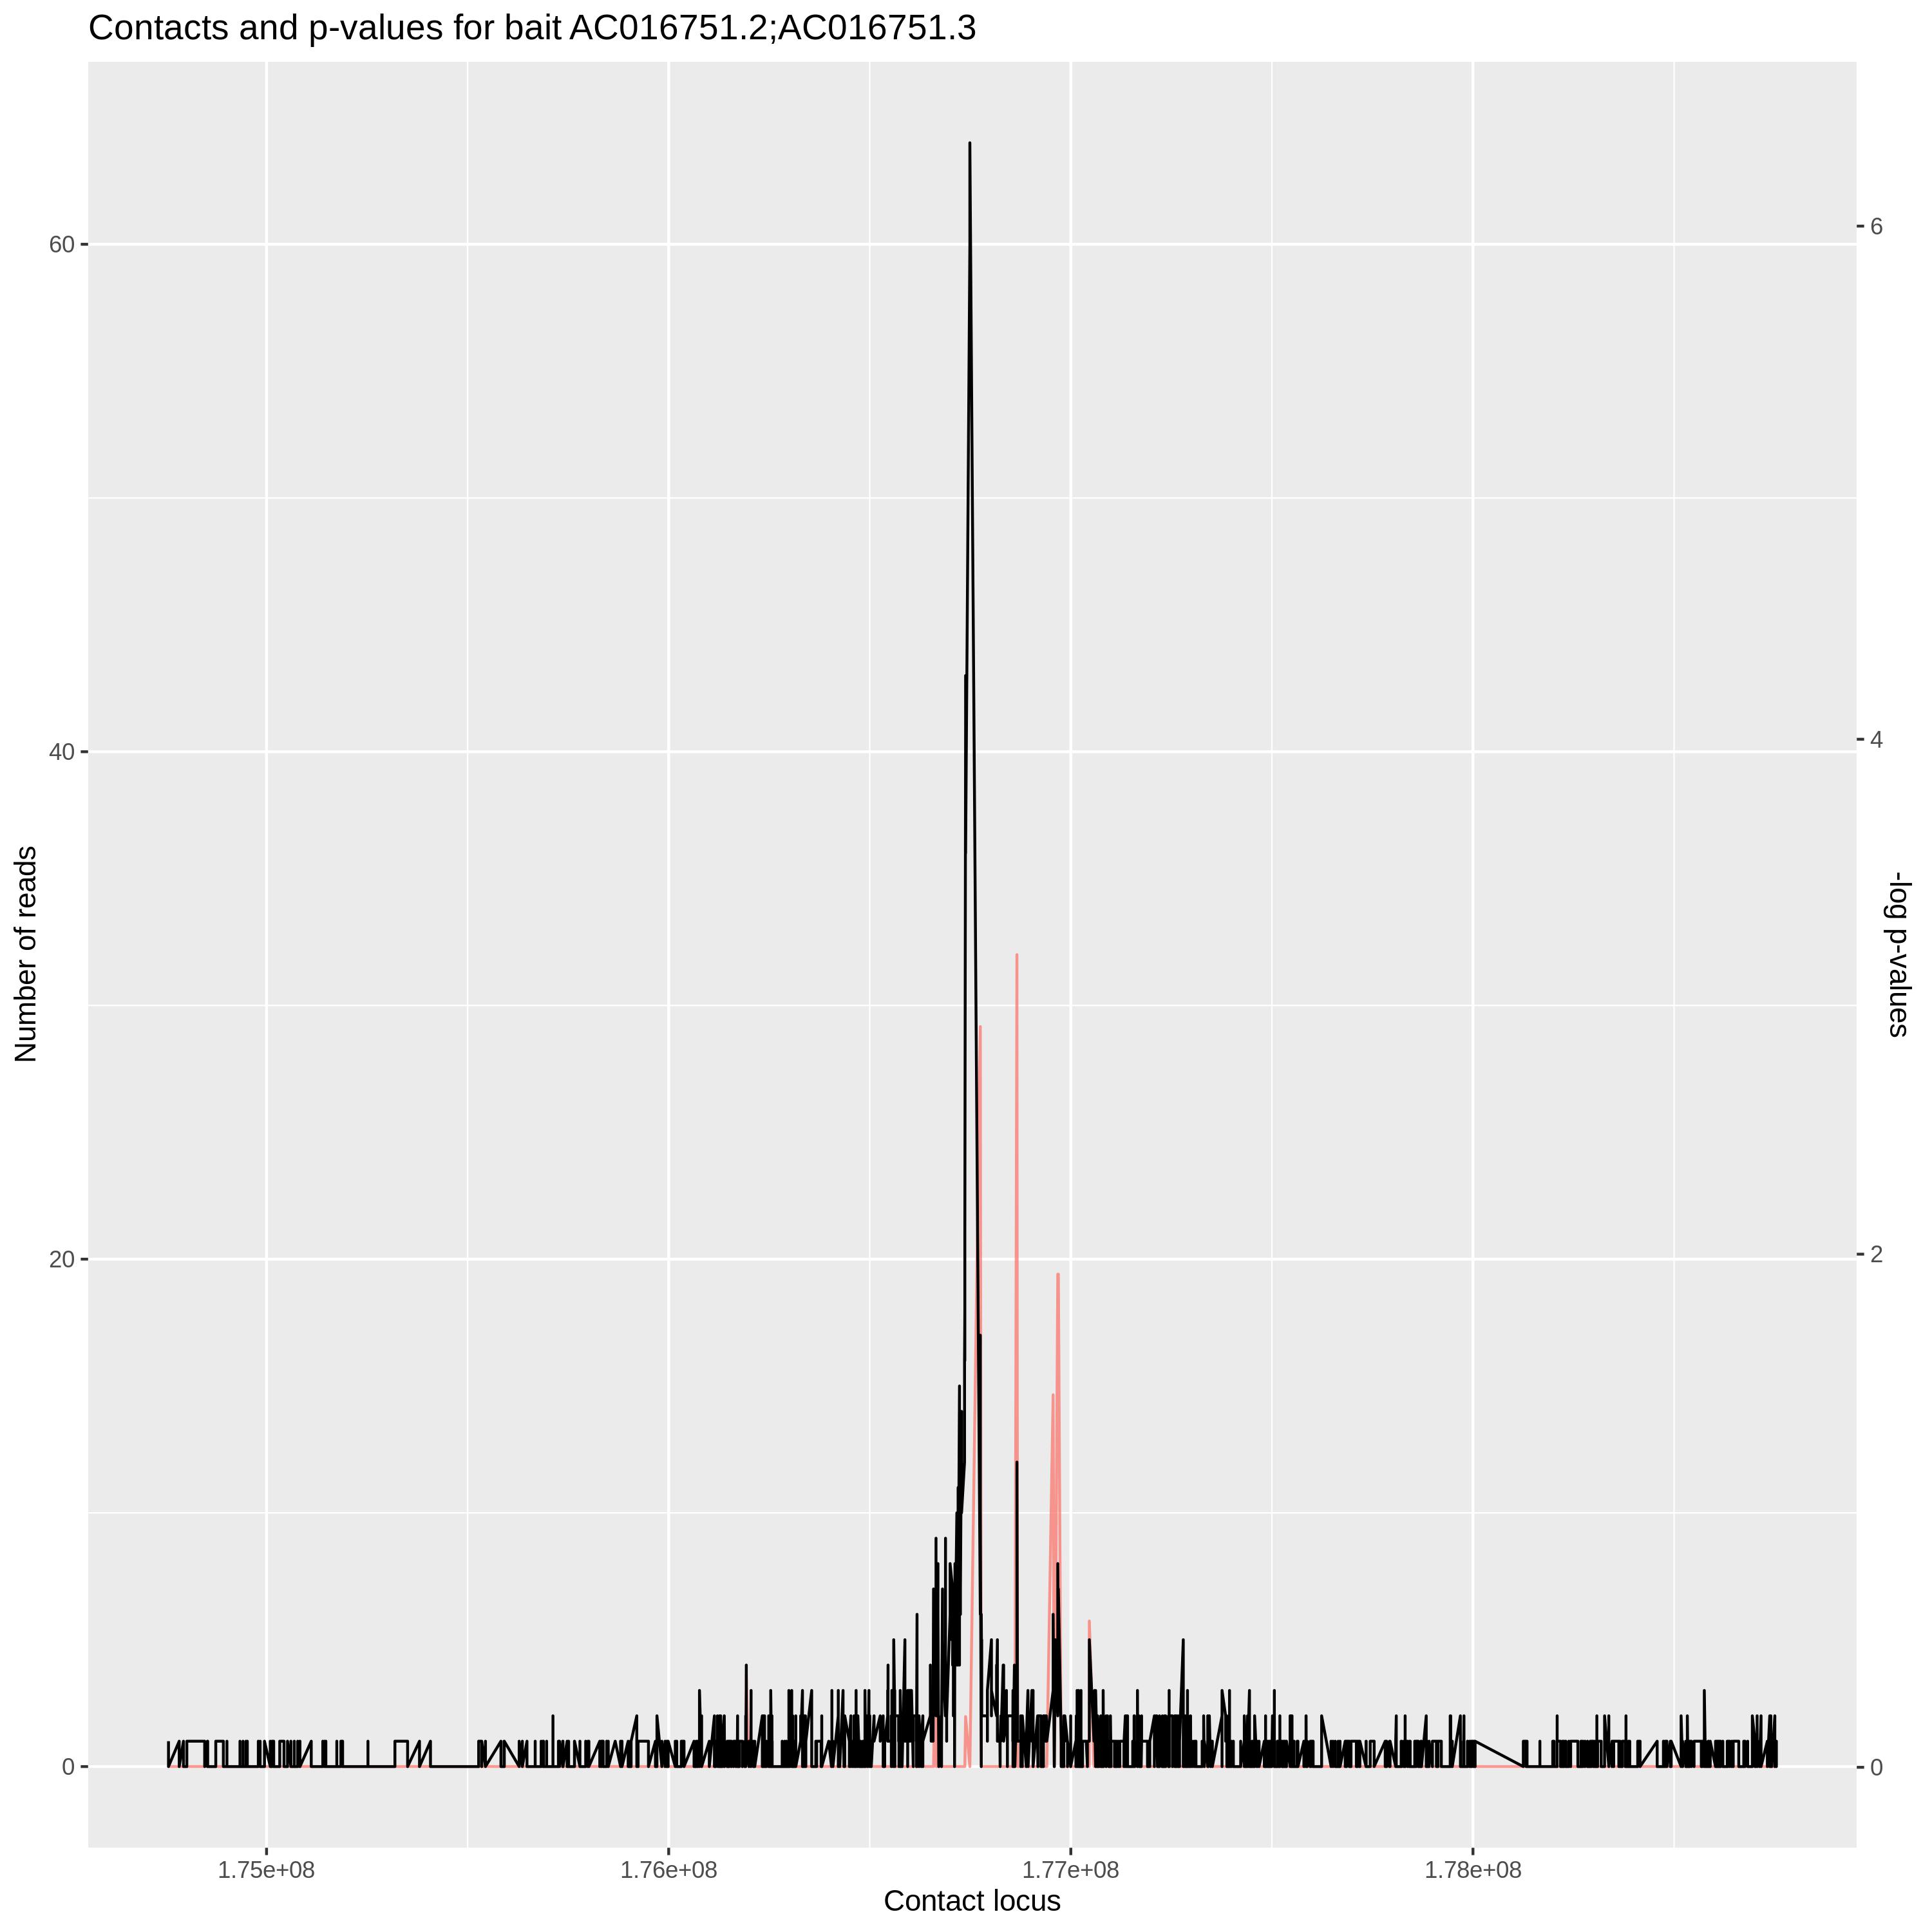 Contacts and p-values for bait AC016751.2;AC016751.3
60
40
20
0
6
4
2
0
Number of reads
-log p-values
1.75e+08
1.76e+08
1.77e+08
1.78e+08
Contact locus